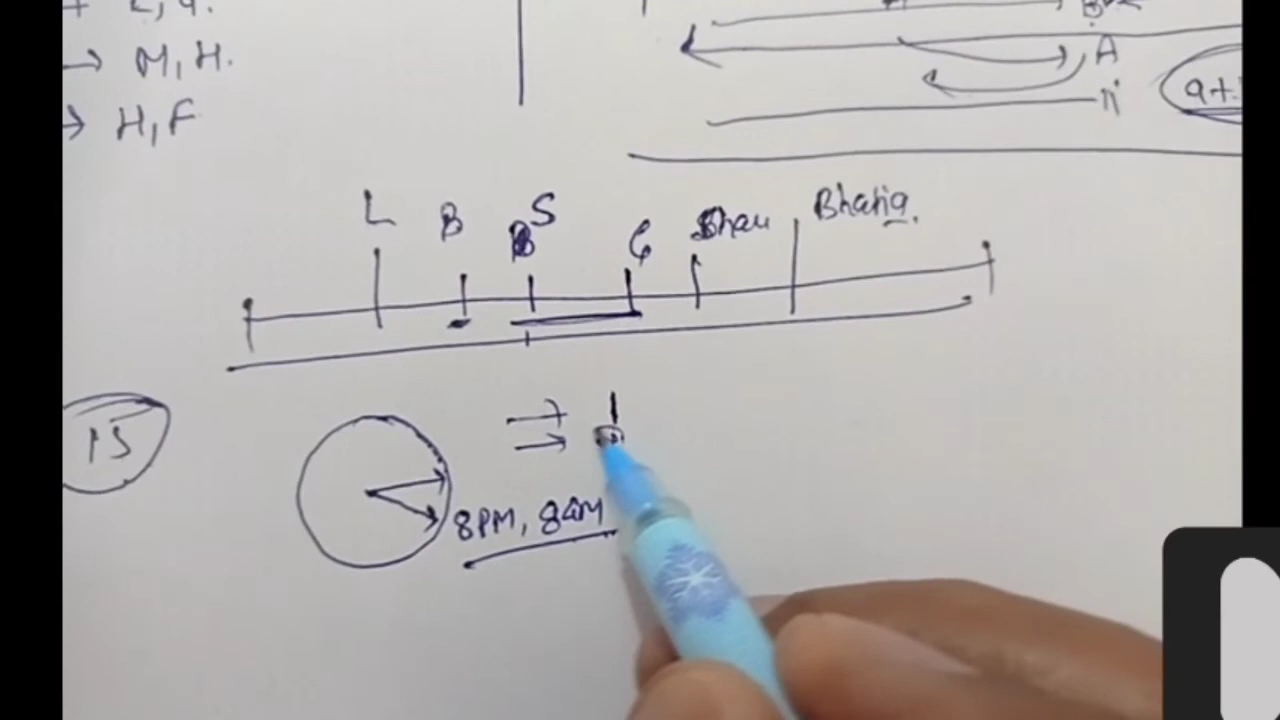 L, G.
→ M, H.
→ H, F
B
A
n
a+
L B S G Bhau Bhatia.
15
8PM, 8AM